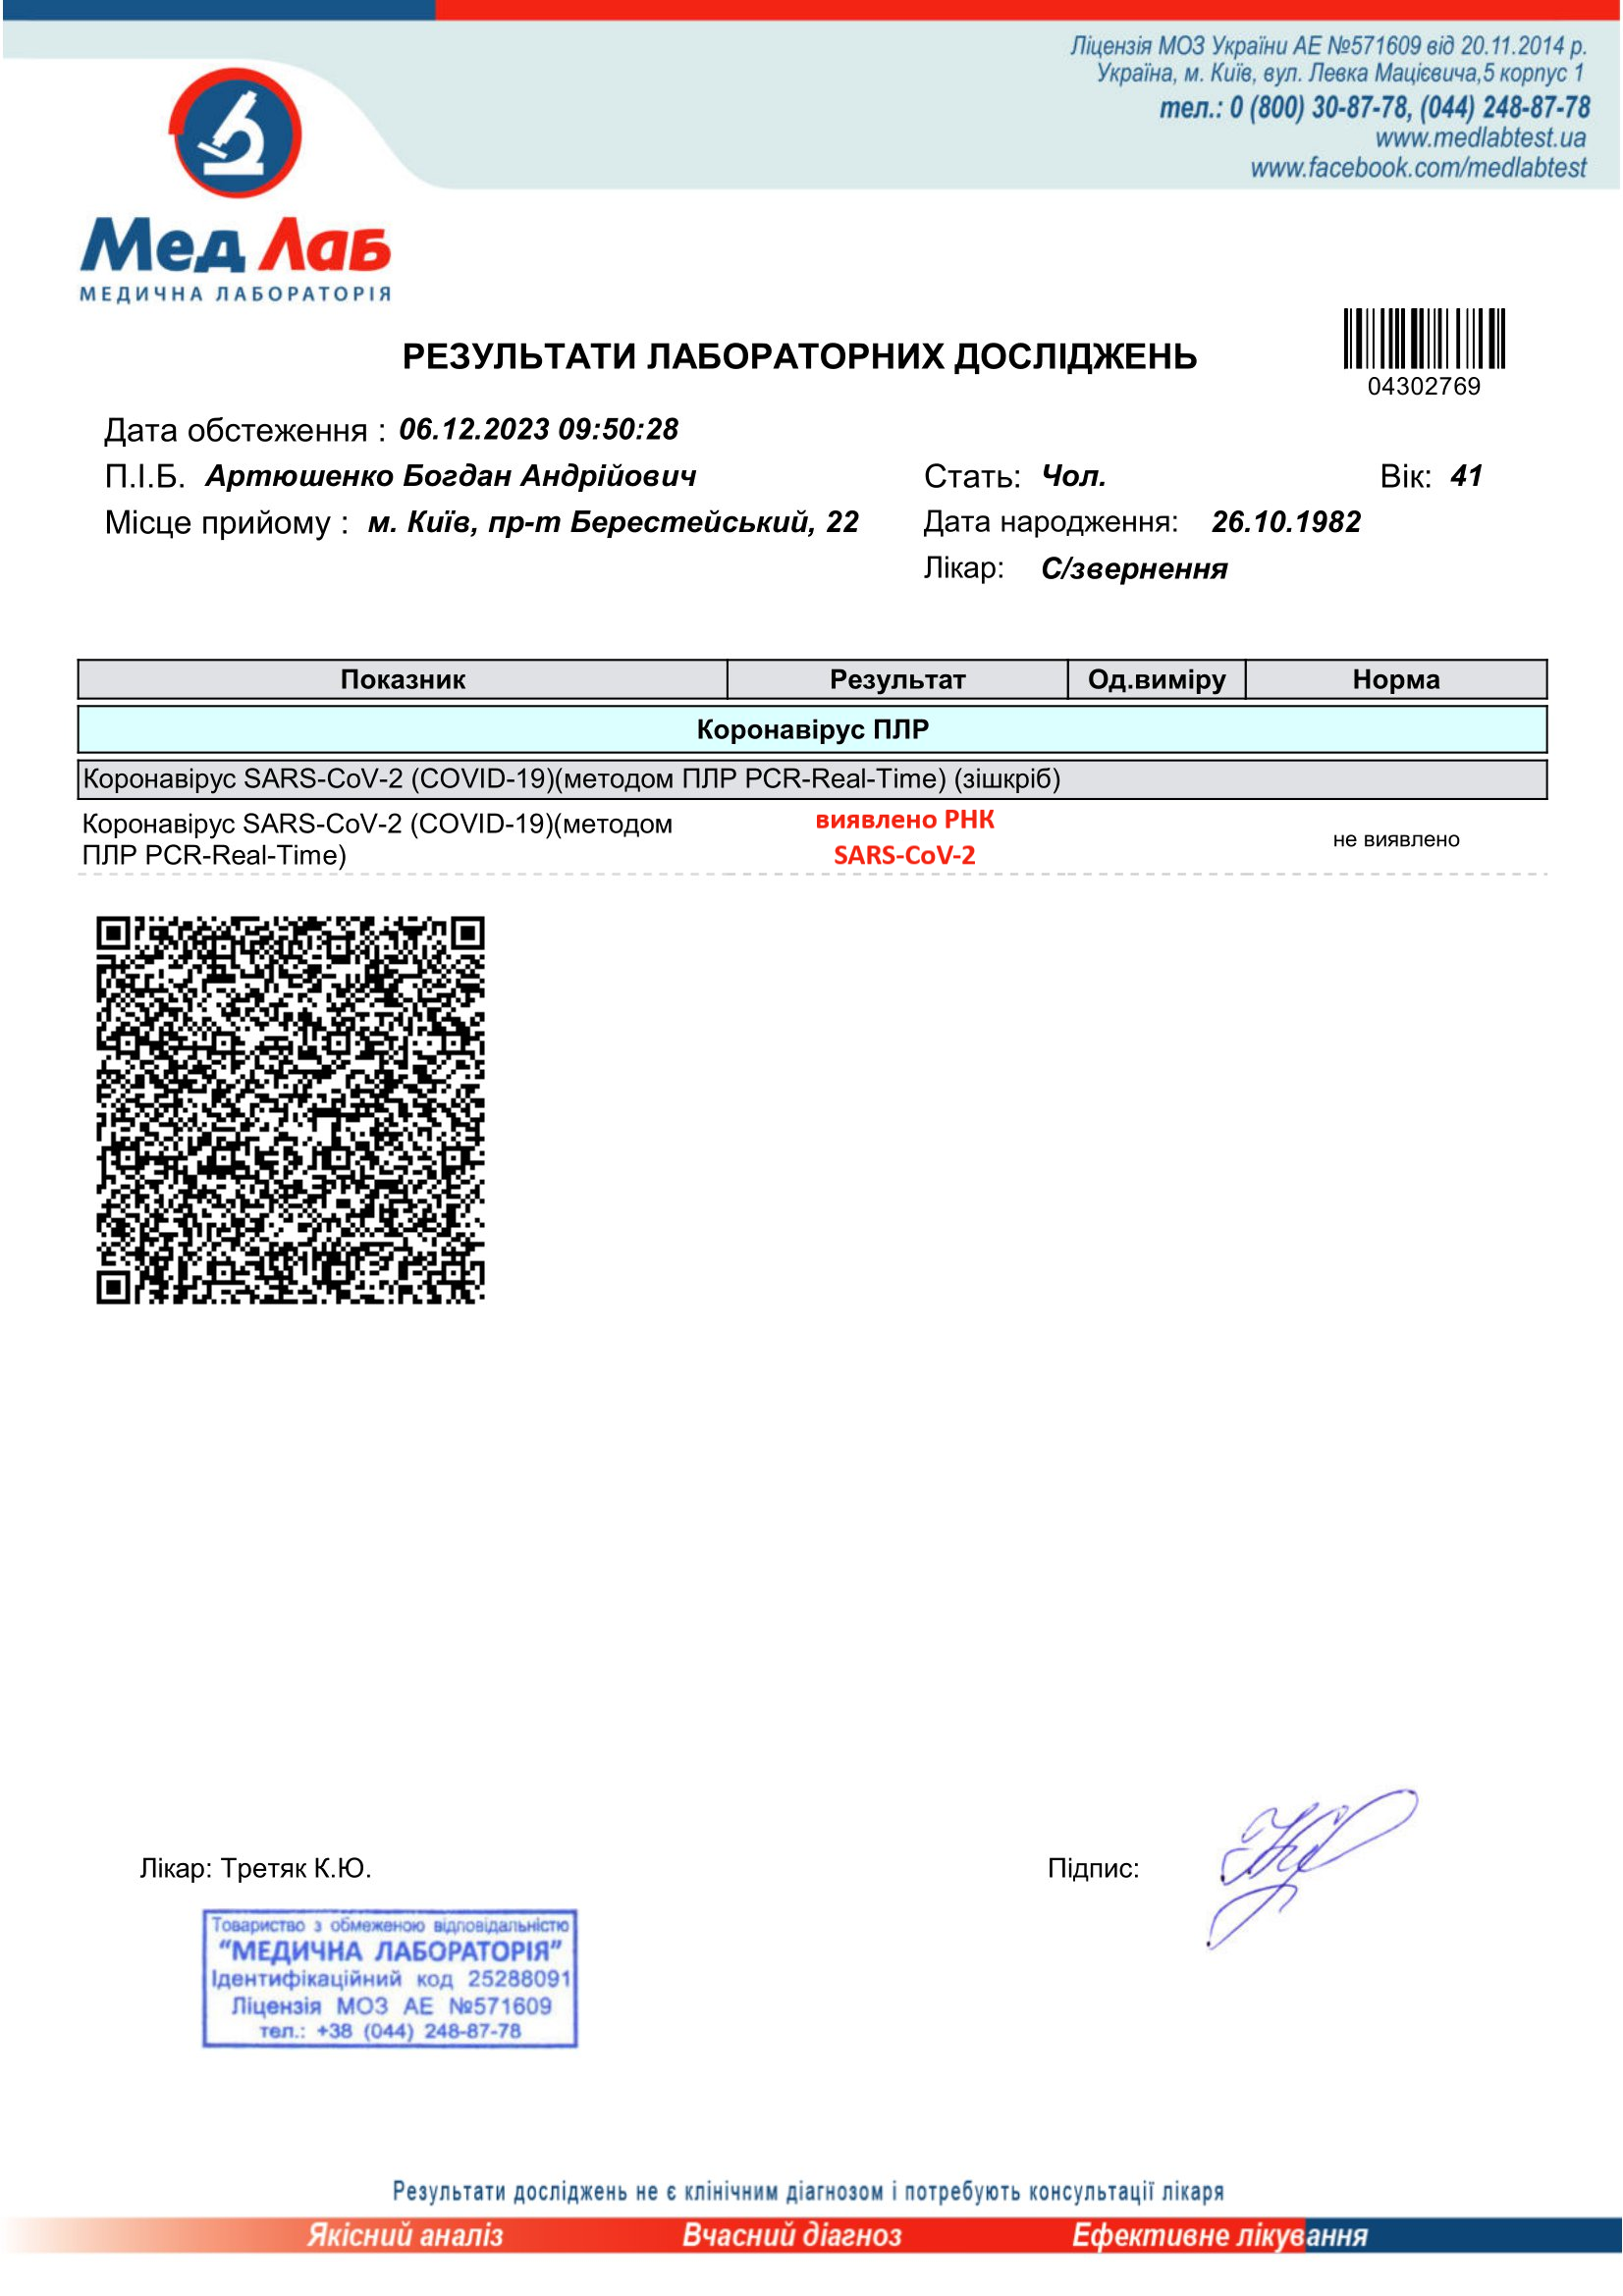 Ліцензія МОЗ України АЕ №571609 від 20.11.2014 р.
Україна, м. Київ, вул. Левка Мацієвича,5 корпус 1
тел.: 0 (800) 30-87-78, (044) 248-87-78
www.medlabtest.ua
www.facebook.com/medlabtest
Мед Лаб
МЕДИЧНА ЛАБОРАТОРІЯ
РЕЗУЛЬТАТИ ЛАБОРАТОРНИХ ДОСЛІДЖЕНЬ
04302769
Дата обстеження : 06.12.2023 09:50:28
П.І.Б. Артюшенко Богдан Андрійович Стать: Чол. Вік: 41
Місце прийому : м. Київ, пр-т Берестейський, 22 Дата народження: 26.10.1982
Лікар: С/звернення
Показник Результат Од.виміру Норма
Коронавірус ПЛР
Коронавірус SARS-CoV-2 (COVID-19)(методом ПЛР PCR-Real-Time) (зішкріб)
Коронавірус SARS-CoV-2 (COVID-19)(методом виявлено РНК не виявлено
ПЛР PCR-Real-Time) SARS-CoV-2
Лікар: Третяк К.Ю. Підпис:
Товариство з обмеженою відповідальністю
“МЕДИЧНА ЛАБОРАТОРІЯ”
Ідентифікаційний код 25288091
Ліцензія МОЗ АЕ №571609
тел.: +38 (044) 248-87-78
Результати досліджень не є клінічним діагнозом і потребують консультації лікаря
Якісний аналіз Вчасний діагноз Ефективне лікування